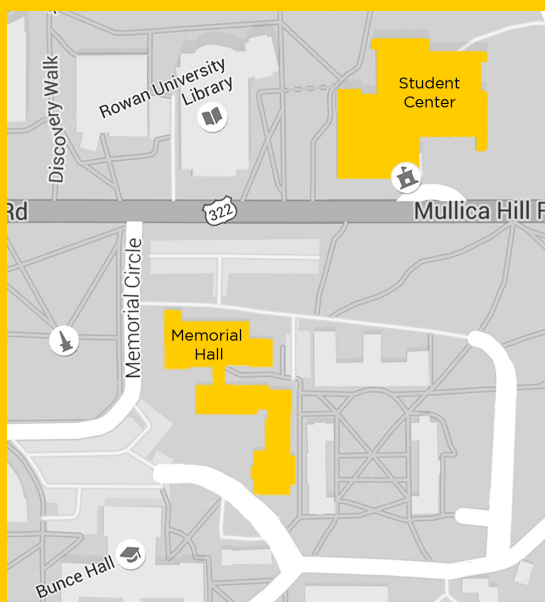 Student
Center
Rowan University
Library
Discovery Walk
Rd
322
Mullica Hill R
Memorial Circle
Memorial
Hall
Bunce Hall